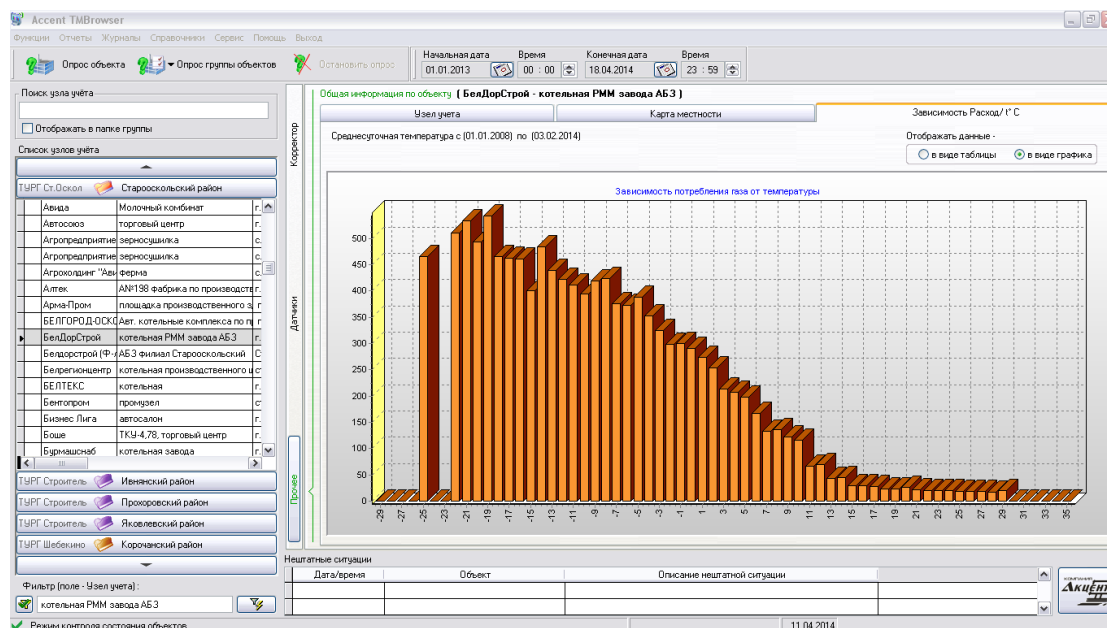 Accent TMBrowser
Функции Отчеты Журналы Справочники Сервис Помощь Выход
Опрос объекта Опрос группы объектов Остановить опрос
Начальная дата Время Конечная дата Время
01.01.2013 00 : 00 18.04.2014 23 : 59
Поиск узла учёта
Отображать в папке группы
Список узлов учёта
ТУРГ Ст.Оскол Старооскольский район
Авида Молочный комбинат г.
Автосоюз торговый центр г.
Агропредприятие зерносушилка с.
Агропредприятие зерносушилка с.
Агрохолдинг "Ави ферма с.
Алтек АN°198 фабрика по производств г.
Арма-Пром площадка производственного з г
БЕЛГОРОД-ОСКО Авт. котельные комплекса по п г
БелДорСтрой котельная РММ завода АБЗ г.
Белдорстрой (Ф-л АБЗ филиал Старооскольский С
Белрегионцентр котельная производственного ц ст
БЕЛТЕКС котельная г.
Бентопром промузел ст
Бизнес Лига автосалон г.
Боше ТКУ-4,78, торговый центр г.
Бурмашснаб котельная завода г.
ТУРГ Строитель Ивнянский район
ТУРГ Строитель Прохоровский район
ТУРГ Строитель Яковлевский район
ТУРГ Шебекино Корочанский район
Фильтр (поле - Узел учета) :
котельная РММ завода АБЗ
Режим контроля состояния объектов
Корректор
Датчики
Прочее
Общая информация по объекту ( БелДорСтрой - котельная РММ завода АБЗ )
Узел учета Карта местности Зависимость Расход/ t° C
Среднесуточная температура с (01.01.2008) по (03.02.2014)
Отображать данные -
в виде таблицы в виде графика
Зависимость потребления газа от температуры
500
450
400
350
300
250
200
150
100
50
0
-29 -27 -25 -23 -21 -19 -17 -15 -13 -11 -9 -7 -5 -3 -1 1 3 5 7 9 11 13 15 17 19 21 23 25 27 29 31 33 35
Нештатные ситуации
Дата/время Объект Описание нештатной ситуации
КОМПАНИЯ
АКЦЕНТ
11.04.2014